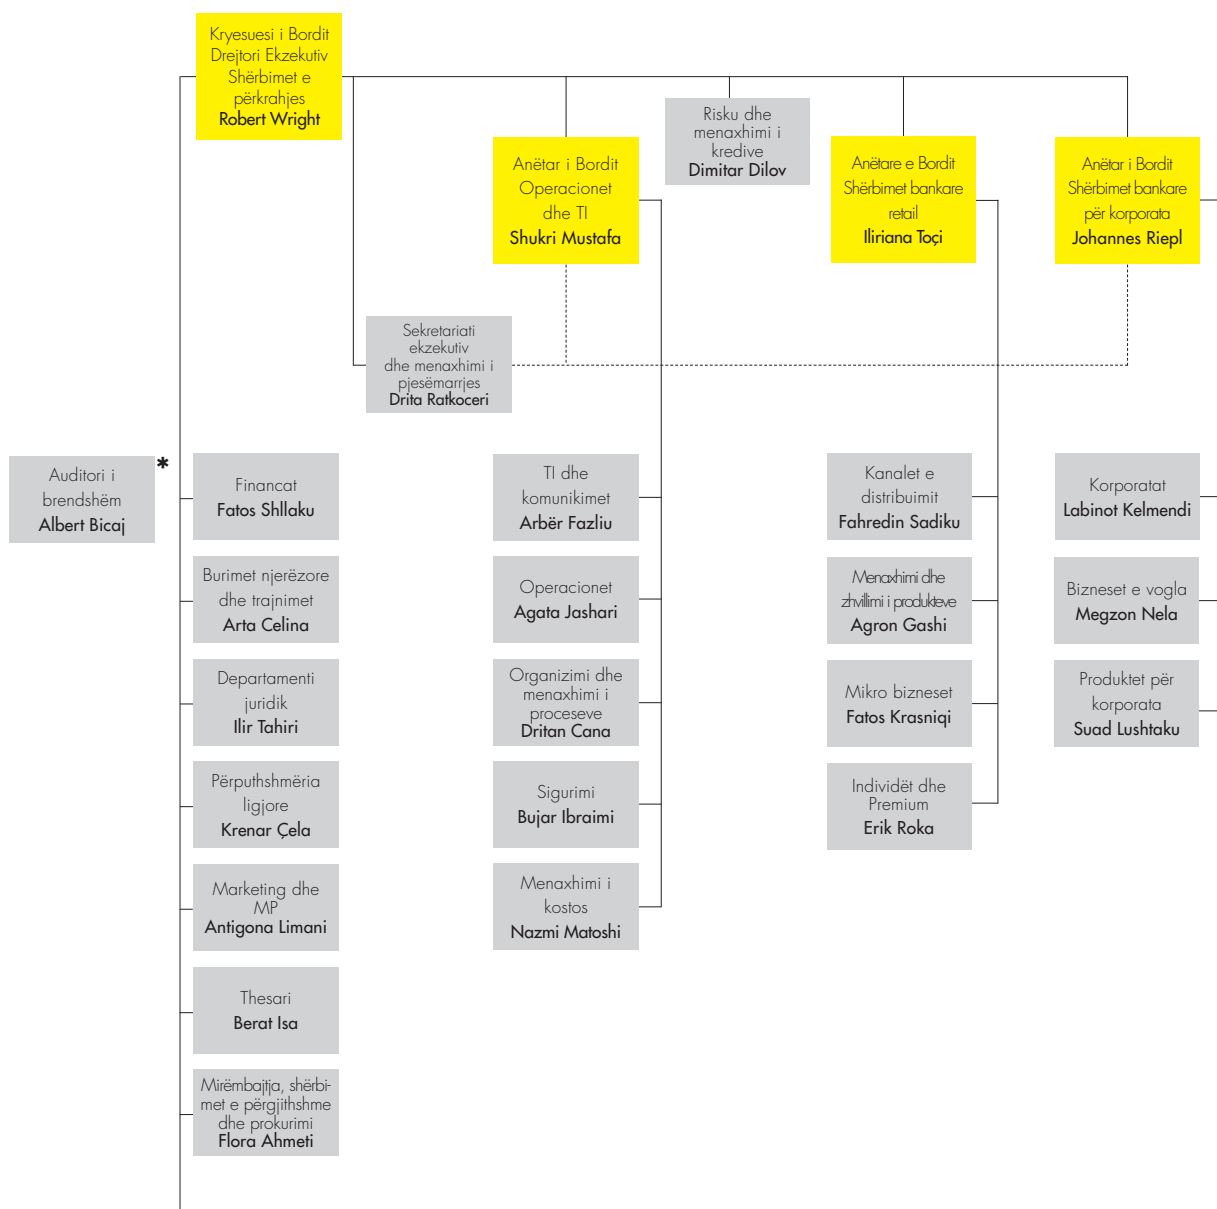 Kryesuesi i Bordit
Drejtori Ekzekutiv
Shërbimet e
përkrahjes
Robert Wright
Anëtar i Bordit
Operacionet
dhe TI
Shukri Mustafa
Risku dhe
menaxhimi i
kredive
Dimitar Dilov
Anëtare e Bordit
Shërbimet bankare
retail
Iliriana Toçi
Anëtar i Bordit
Shërbimet bankare
për korporata
Johannes Riepl
Sekretariati
ekzekutiv
dhe menaxhimi i
pjesëmarrjes
Drita Ratkoceri
Auditori i
brendshëm
Albert Bicaj
*
Financat
Fatos Shllaku
Burimet njerëzore
dhe trajnimet
Arta Celina
Departamenti
juridik
Ilir Tahiri
Përputhshmëria
ligjore
Krenar Çela
Marketing dhe
MP
Antigona Limani
Thesari
Berat Isa
Mirëmbajtja, shërbi-
met e përgjithshme
dhe prokurimi
Flora Ahmeti
TI dhe
komunikimet
Arbër Fazliu
Operacionet
Agata Jashari
Organizimi dhe
menaxhimi i
proceseve
Dritan Cana
Sigurimi
Bujar Ibraimi
Menaxhimi i
kostos
Nazmi Matoshi
Kanalet e
distribuimit
Fahredin Sadiku
Menaxhimi dhe
zhvillimi i produkteve
Agron Gashi
Mikro bizneset
Fatos Krasniqi
Individët dhe
Premium
Erik Roka
Korporatat
Labinot Kelmendi
Bizneset e vogla
Megzon Nela
Produktet për
korporata
Suad Lushtaku